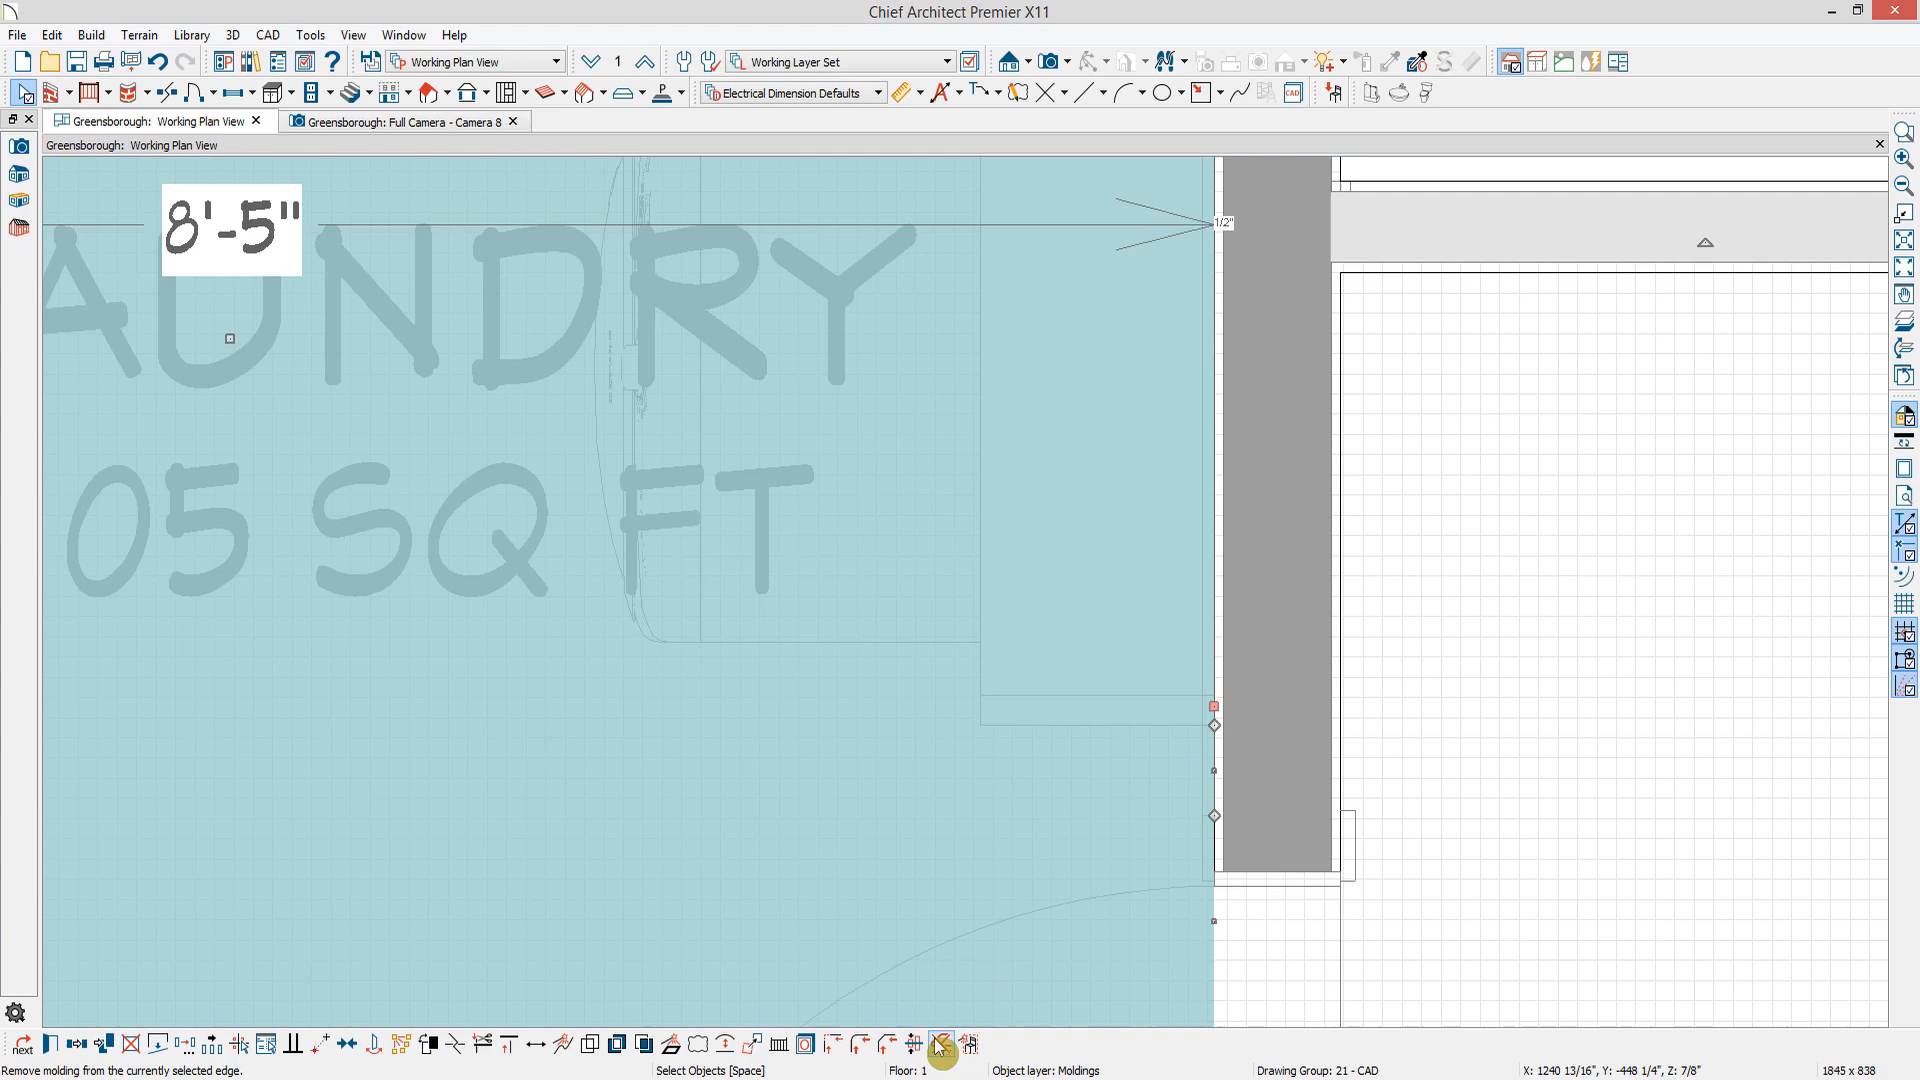 Chief Architect Premier X11
File Edit Build Terrain Library 3D CAD Tools View Window Help
Working Plan View 1 Working Layer Set
Electrical Dimension Defaults
Greensborough: Working Plan View Greensborough: Full Camera - Camera 8
Greensborough: Working Plan View
8'-5" 1/2"
AUNDRY
05 SQ FT
next
Remove molding from the currently selected edge. Select Objects [Space] Floor: 1 Object layer: Moldings Drawing Group: 21 - CAD X: 1240 13/16", Y: -448 1/4", Z: 7/8" 1845 x 838